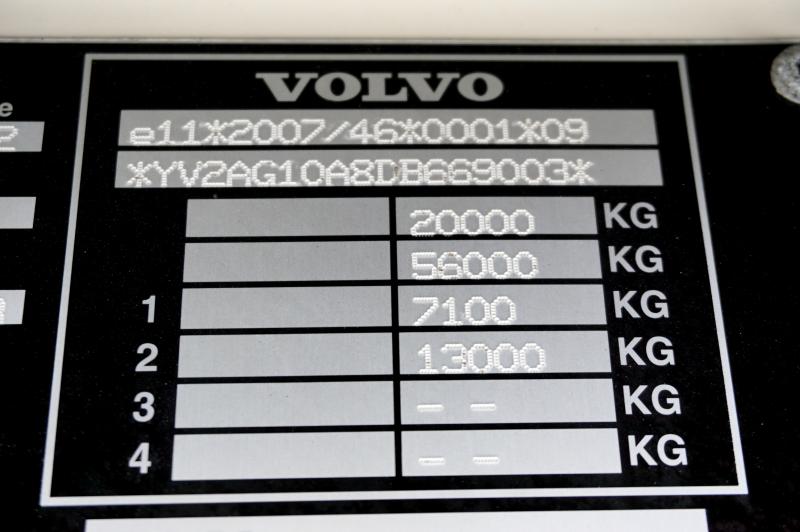 VOLVO
e11*2007/46*0001*09
*YV2AG10A8DB669003*
20000 KG
56000 KG
1 7100 KG
2 13000 KG
3 – – KG
4 – – KG
e
2